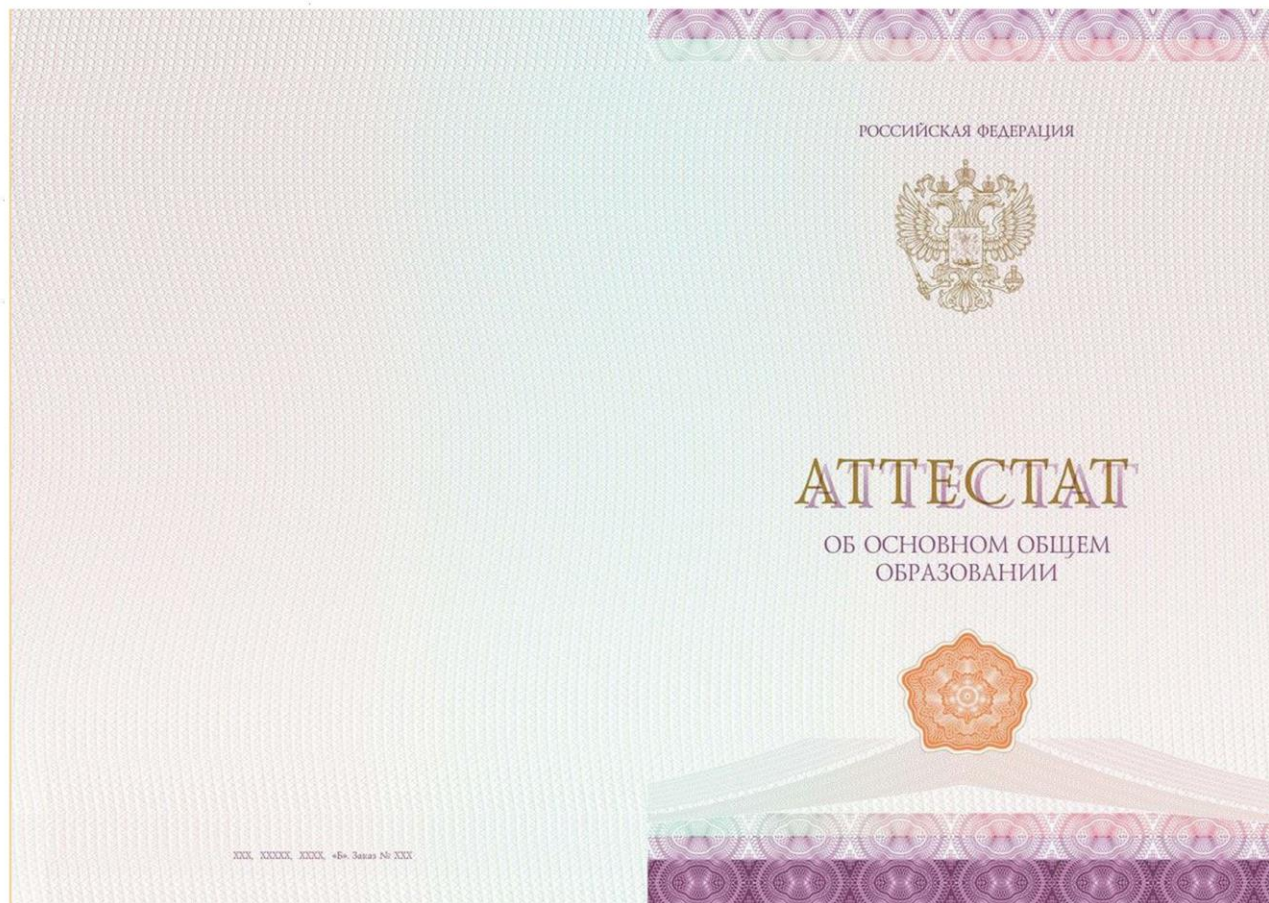 РОССИЙСКАЯ ФЕДЕРАЦИЯ
АТТЕСТАТ
ОБ ОСНОВНОМ ОБЩЕМ
ОБРАЗОВАНИИ
XXX, XXXXX, XXXX, «Б». Заказ № XXX